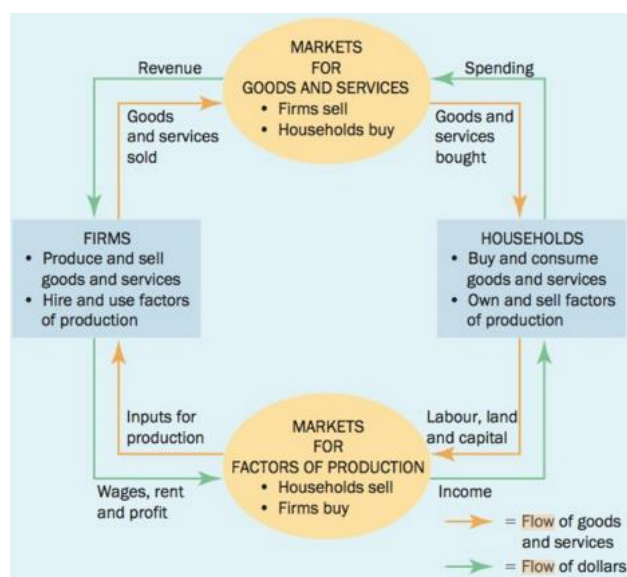 MARKETS
FOR
GOODS AND SERVICES
• Firms sell
• Households buy
Revenue
Spending
Goods
and services
sold
Goods and
services
bought
FIRMS
• Produce and sell
goods and services
• Hire and use factors
of production
HOUSEHOLDS
• Buy and consume
goods and services
• Own and sell factors
of production
Inputs for
production
Labour, land
and capital
MARKETS
FOR
FACTORS OF PRODUCTION
• Households sell
• Firms buy
Wages, rent
and profit
Income
= Flow of goods
and services
= Flow of dollars